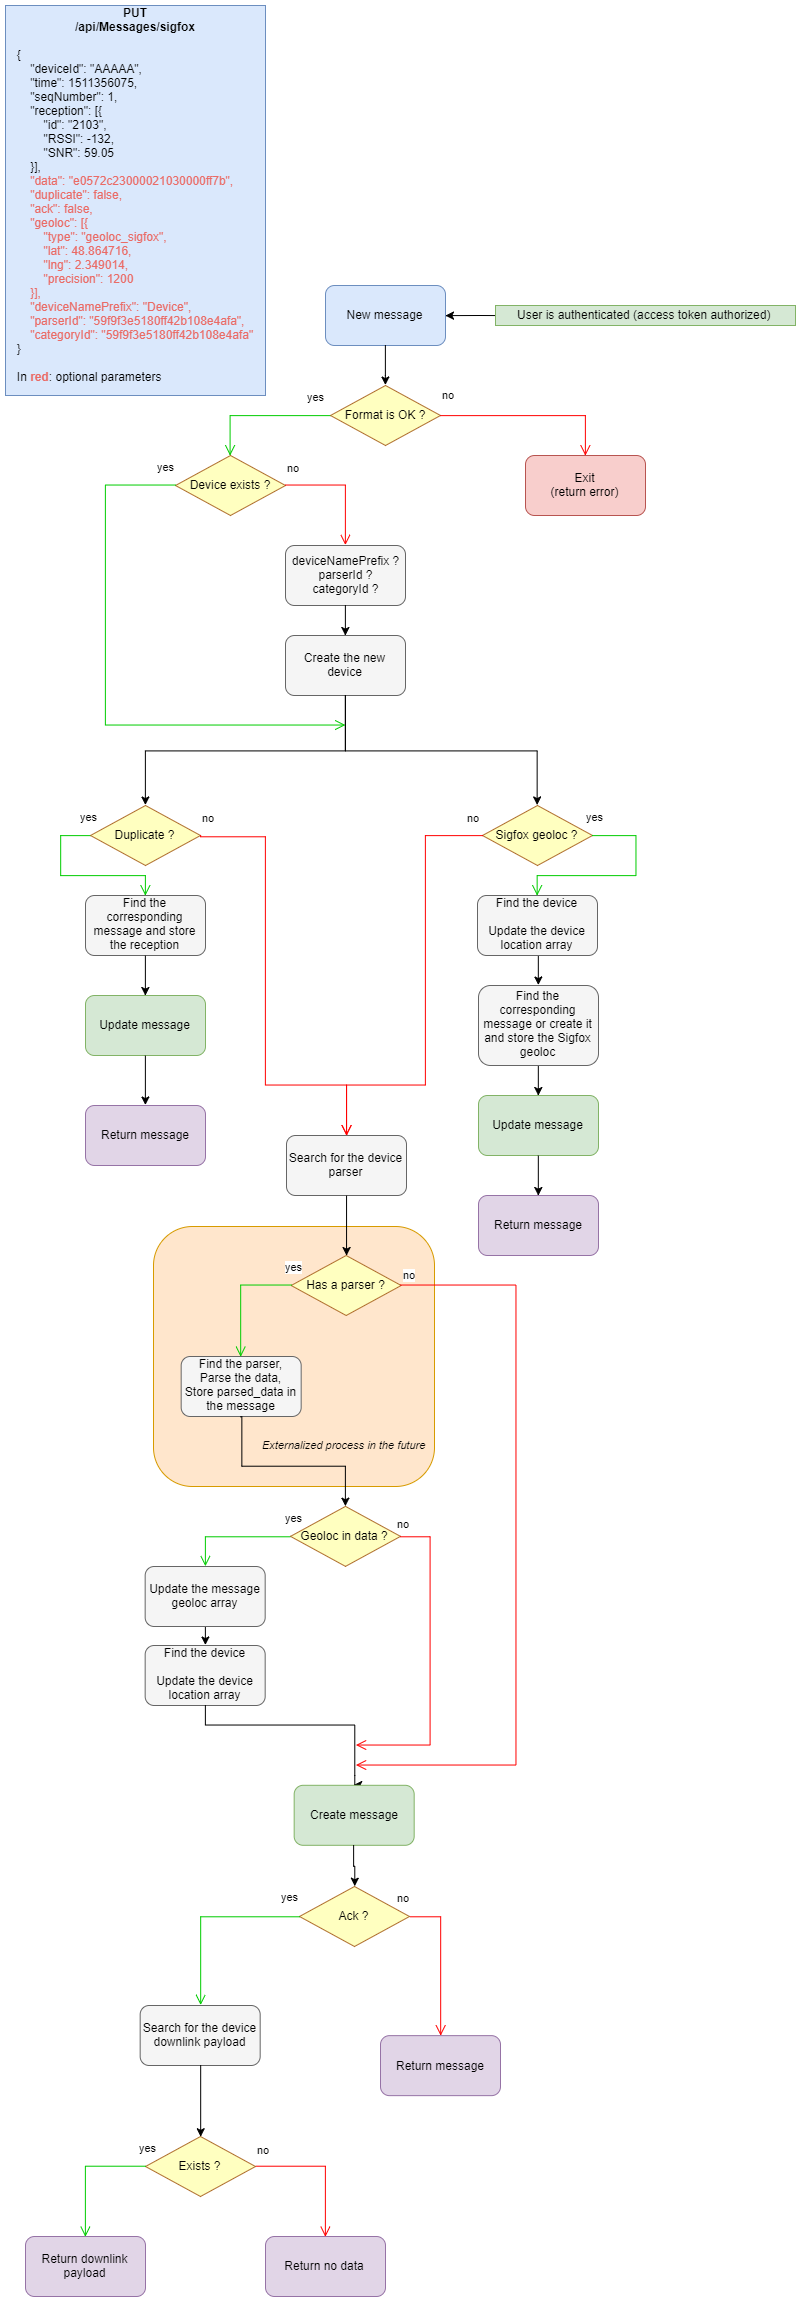 PUT
/api/Messages/sigfox
{
"deviceId": "AAAAA",
"time": 1511356075,
"seqNumber": 1,
"reception": [{
"id": "2103",
"RSSI": -132,
"SNR": 59.05
}],
"data": "e0572c23000021030000ff7b",
"duplicate": false,
"ack": false,
"geoloc": [{
"type": "geoloc_sigfox",
"lat": 48.864716,
"lng": 2.349014,
"precision": 1200
}],
"deviceNamePrefix": "Device",
"parserId": "59f9f3e5180ff42b108e4afa",
"categoryId": "59f9f3e5180ff42b108e4afa"
}
In red: optional parameters
New message
User is authenticated (access token authorized)
yes
no
Format is OK ?
yes
no
Device exists ?
Exit
(return error)
deviceNamePrefix ?
parserId ?
categoryId ?
Create the new
device
yes
no
Duplicate ?
no
yes
Sigfox geoloc ?
Find the
corresponding
message and store
the reception
Find the device
Update the device
location array
Update message
Find the
corresponding
message or create it
and store the Sigfox
geoloc
Return message
Update message
Search for the device
parser
Return message
yes
no
Has a parser ?
Find the parser,
Parse the data,
Store parsed_data in
the message
Externalized process in the future
yes
no
Geoloc in data ?
Update the message
geoloc array
Find the device
Update the device
location array
Create message
yes
no
Ack ?
Search for the device
downlink payload
Return message
yes
no
Exists ?
Return downlink
payload
Return no data